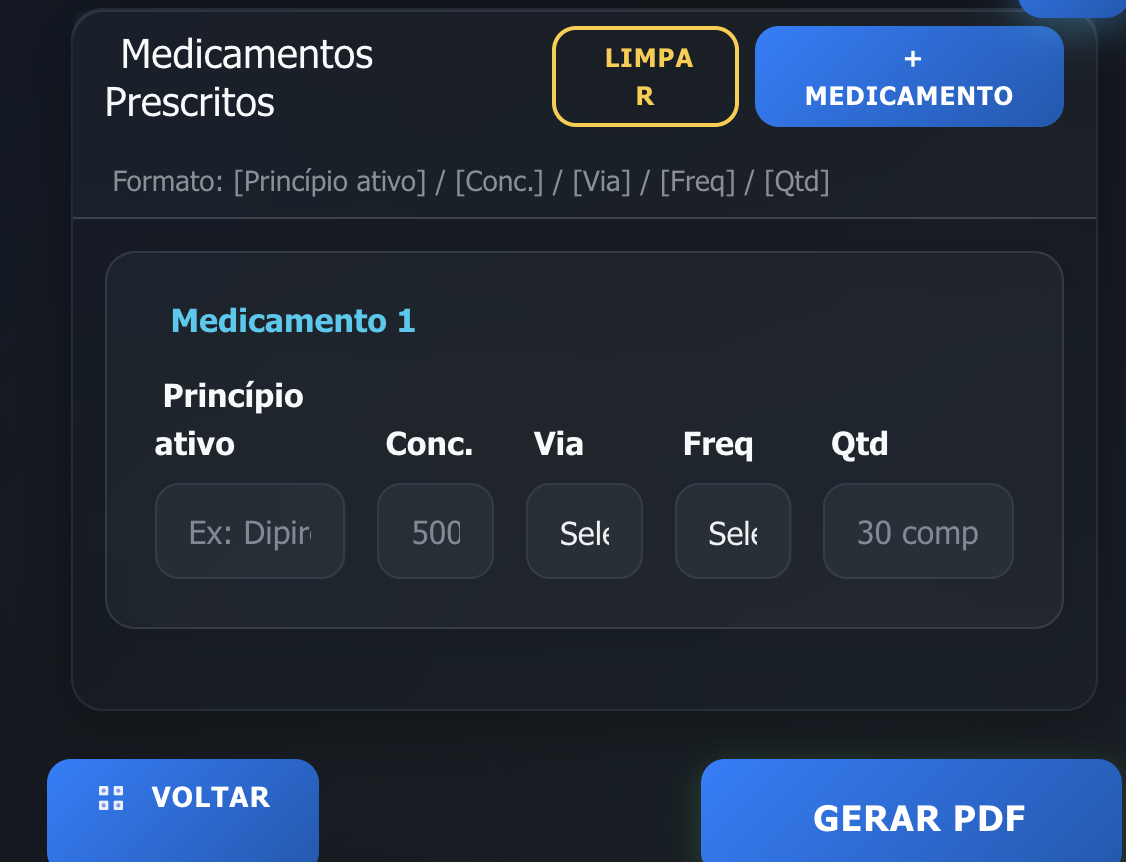 Medicamentos
Prescritos
LIMPA
R
+
MEDICAMENTO
Formato: [Princípio ativo] / [Conc.] / [Via] / [Freq] / [Qtd]
Medicamento 1
Princípio
ativo
Conc.
Via
Freq
Qtd
Ex: Dipir
500
Sele
Sele
30 comp
VOLTAR
GERAR PDF